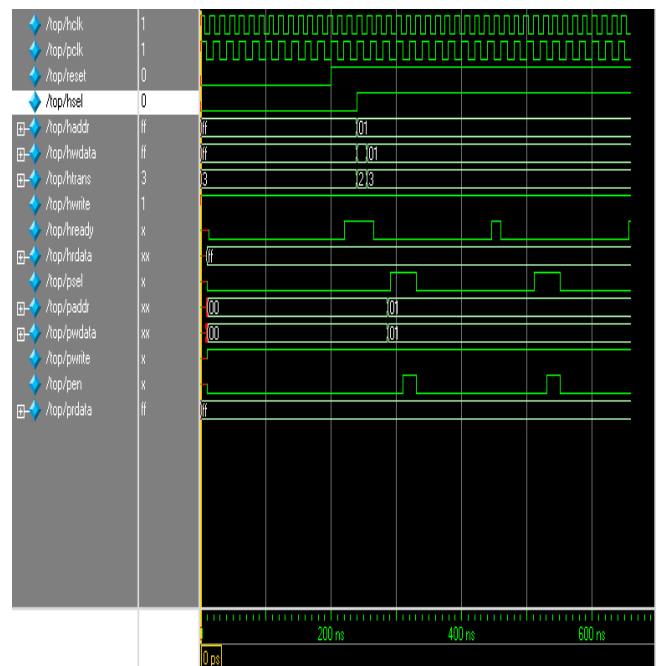 /top/hclk 1
/top/pclk 1
/top/reset 0
/top/hsel 0
/top/haddr ff ff 01
/top/hwdata ff ff 01
/top/htrans 3 3 2 3
/top/hwrite 1
/top/hready x
/top/hrdata xx ff
/top/psel x
/top/paddr xx 00 01
/top/pwdata xx 00 01
/top/pwrite x
/top/pen x
/top/prdata ff ff
200 ns 400 ns 600 ns
0 ps